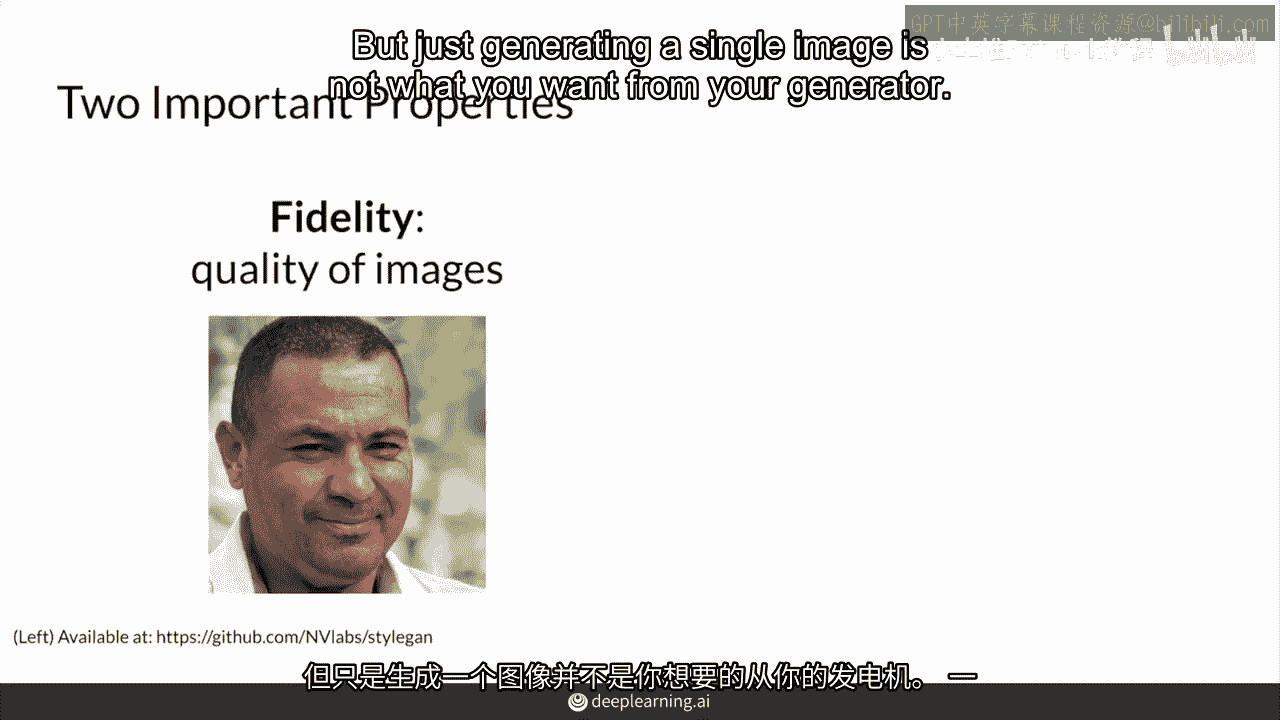 GPT中英字幕课程资源@bilibili.com
But just generating a single image is
not what you want from your generator.
Two Important Properties
Fidelity:
quality of images
(Left) Available at: https://github.com/NVlabs/stylegan
但只是生成一个图像并不是你想要的从你的发电机。 一
deeplearning.ai